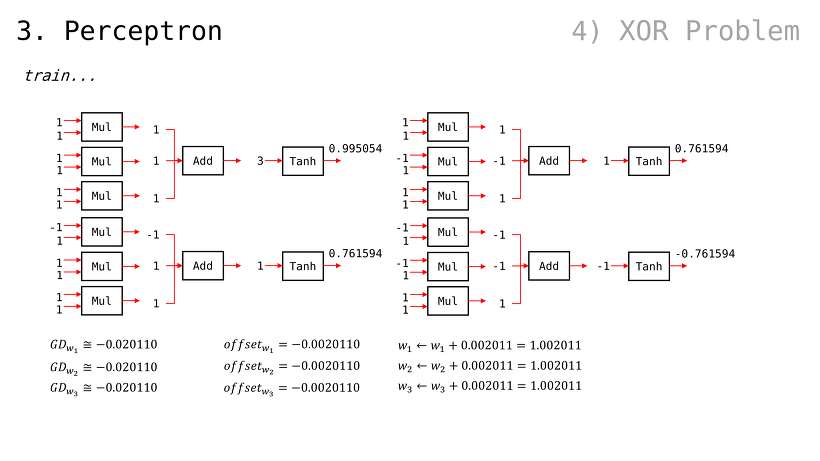 3. Perceptron
4) XOR Problem
train...
1
1
Mul
1
1
1
Mul
1
Add
3
Tanh
0.995054
1
1
Mul
1
-1
1
Mul
-1
1
1
Mul
1
Add
1
Tanh
0.761594
1
1
Mul
1
1
1
Mul
1
-1
1
Mul
-1
Add
1
Tanh
0.761594
1
1
Mul
1
-1
1
Mul
-1
-1
1
Mul
-1
Add
-1
Tanh
-0.761594
1
1
Mul
1
GD_{w_1} ≅ −0.020110
GD_{w_2} ≅ −0.020110
GD_{w_3} ≅ −0.020110
offset_{w_1} = −0.0020110
offset_{w_2} = −0.0020110
offset_{w_3} = −0.0020110
w_1 ← w_1 + 0.002011 = 1.002011
w_2 ← w_2 + 0.002011 = 1.002011
w_3 ← w_3 + 0.002011 = 1.002011